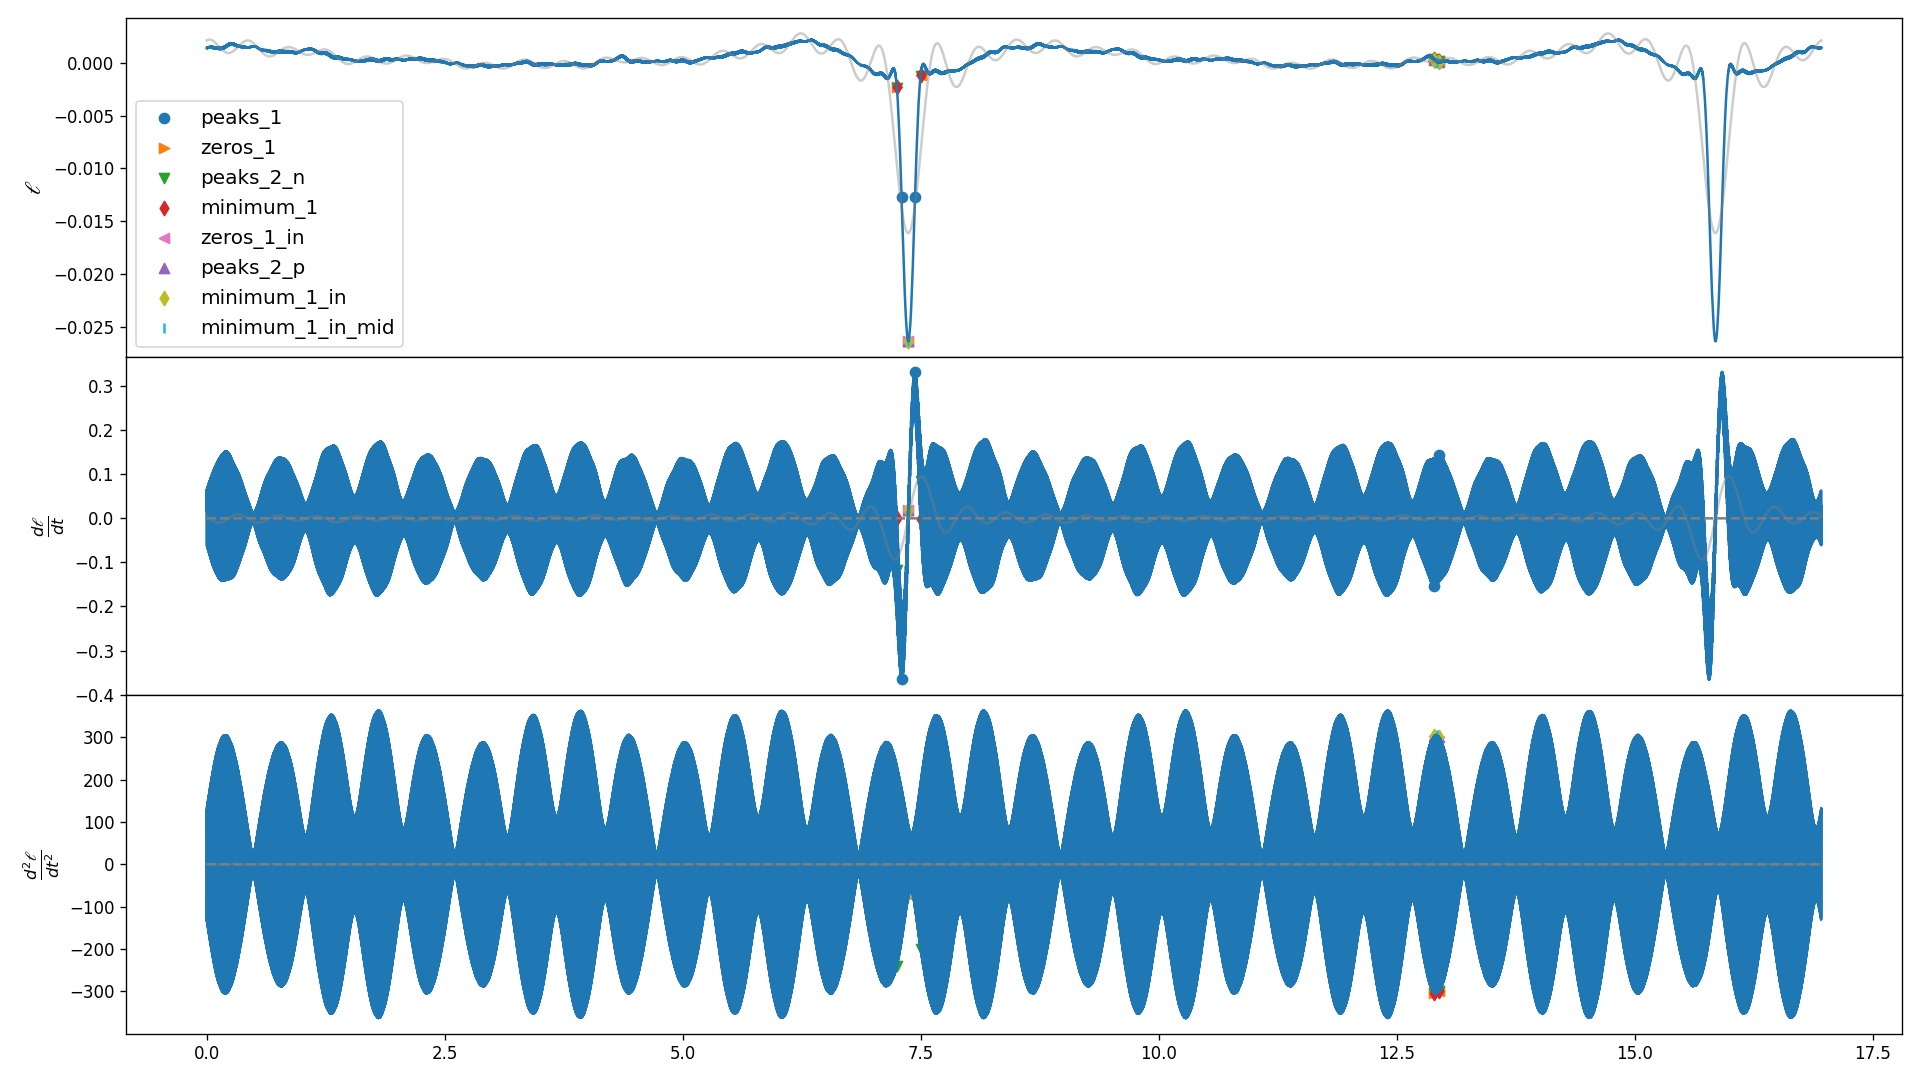 0.000
−0.005
−0.010
−0.015
−0.020
−0.025
ℓ
peaks_1
zeros_1
peaks_2_n
minimum_1
zeros_1_in
peaks_2_p
minimum_1_in
minimum_1_in_mid
0.3
0.2
0.1
0.0
−0.1
−0.2
−0.3
−0.4
dℓ
dt
300
200
100
0
−100
−200
−300
d²ℓ
dt²
0.0 2.5 5.0 7.5 10.0 12.5 15.0 17.5